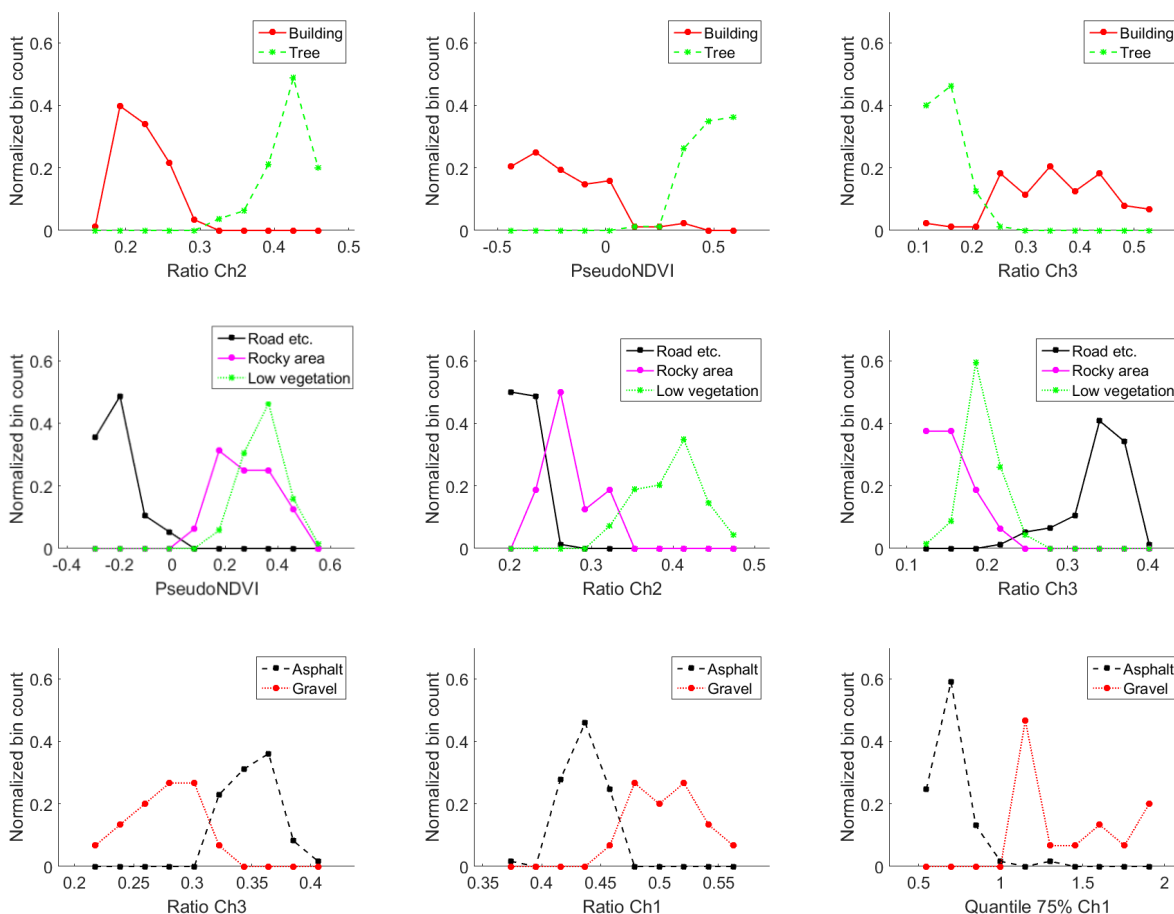 Normalized bin count
0.6
0.4
0.2
0
Building
Tree
0.2
0.3
0.4
0.5
Ratio Ch2
Normalized bin count
0.6
0.4
0.2
0
Building
Tree
-0.5
0
0.5
PseudoNDVI
Normalized bin count
0.6
0.4
0.2
0
Building
Tree
0.1
0.2
0.3
0.4
0.5
Ratio Ch3
Normalized bin count
0.6
0.4
0.2
0
Road etc.
Rocky area
Low vegetation
-0.4
-0.2
0
0.2
0.4
0.6
PseudoNDVI
Normalized bin count
0.6
0.4
0.2
0
Road etc.
Rocky area
Low vegetation
0.2
0.3
0.4
0.5
Ratio Ch2
Normalized bin count
0.6
0.4
0.2
0
Road etc.
Rocky area
Low vegetation
0.1
0.2
0.3
0.4
Ratio Ch3
Normalized bin count
0.6
0.4
0.2
0
Asphalt
Gravel
0.2
0.25
0.3
0.35
0.4
Ratio Ch3
Normalized bin count
0.6
0.4
0.2
0
Asphalt
Gravel
0.35
0.4
0.45
0.5
0.55
Ratio Ch1
Normalized bin count
0.6
0.4
0.2
0
Asphalt
Gravel
0.5
1
1.5
2
Quantile 75% Ch1